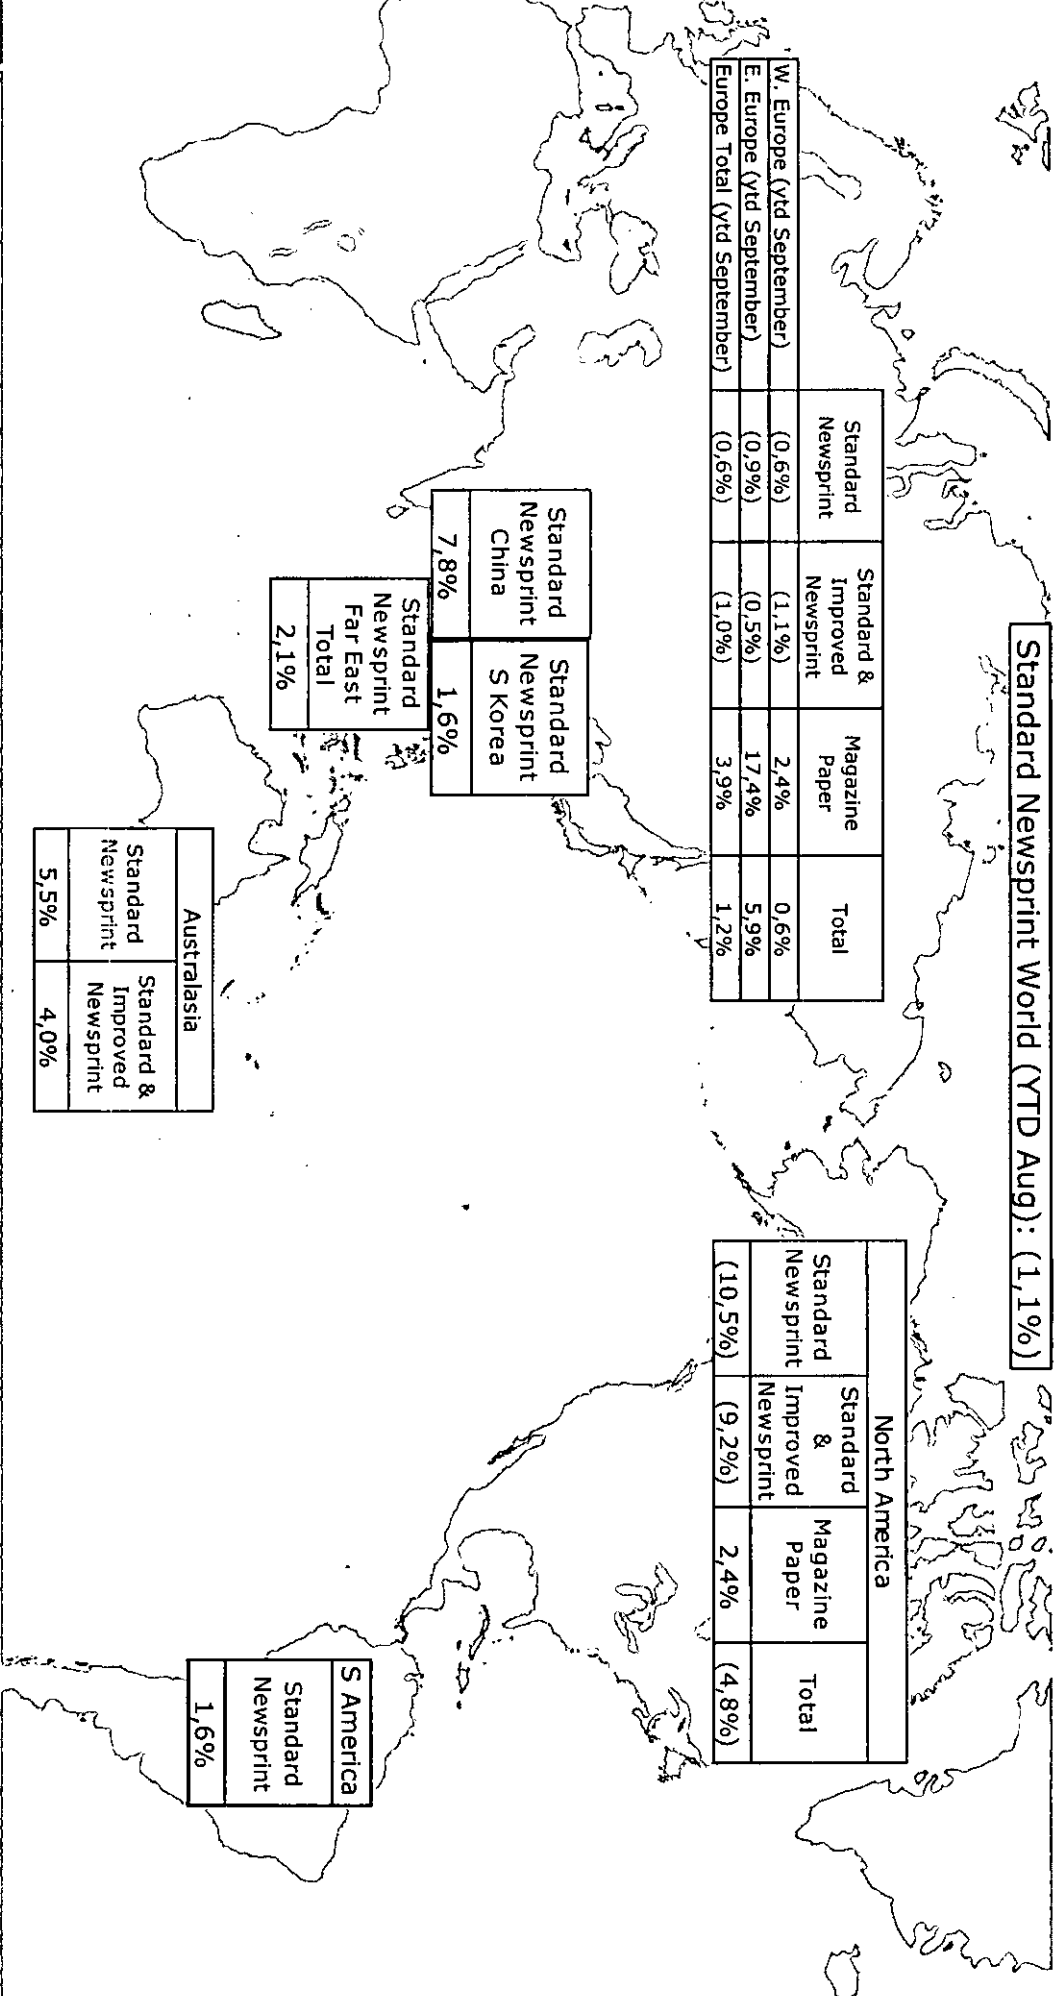 Standard Newsprint World (YTD Aug): (1,1%)
Standard
Newsprint
Standard &
Improved
Newsprint
Magazine
Paper
Total
W. Europe (ytd September) (0,6%) (1,1%) 2,4% 0,6%
E. Europe (ytd September) (0,9%) (0,5%) 17,4% 5,9%
Europe Total (ytd September) (0,6%) (1,0%) 3,9% 1,2%
North America
Standard
Newsprint
Standard
&
Improved
Newsprint
Magazine
Paper
Total
(10,5%) (9,2%) 2,4% (4,8%)
Standard
Newsprint
China
7,8%
Standard
Newsprint
S Korea
1,6%
Standard
Newsprint
Far East
Total
2,1%
S America
Standard
Newsprint
1,6%
Australasia
Standard
Newsprint
Standard &
Improved
Newsprint
5,5% 4,0%